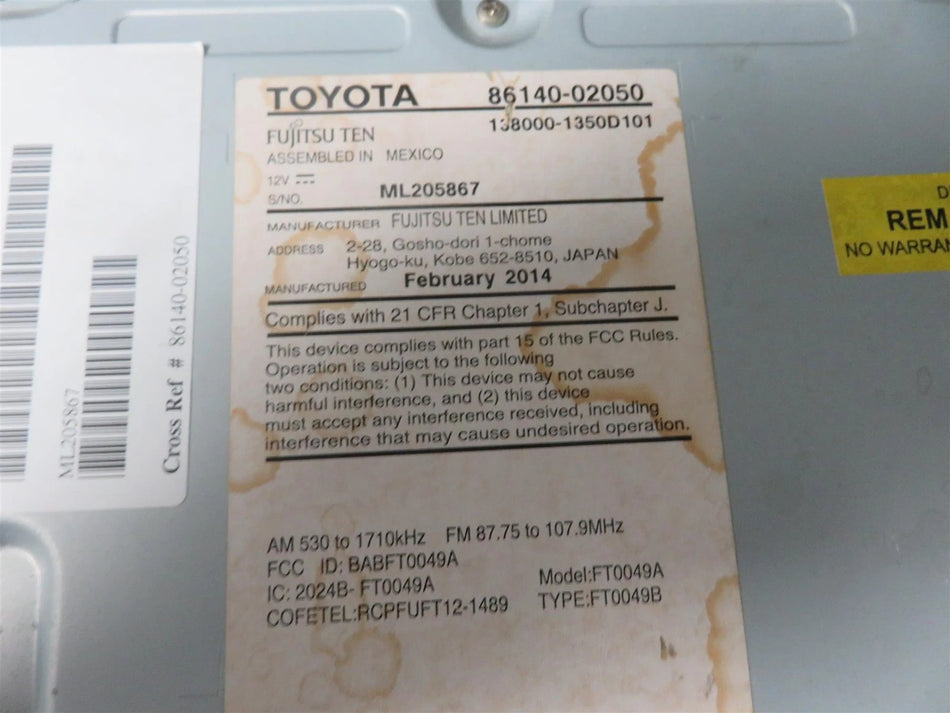 TOYOTA 86140-02050
FUJITSU TEN 138000-1350D101
ASSEMBLED IN MEXICO
12V
S/NO. ML205867
MANUFACTURER FUJITSU TEN LIMITED
ADDRESS 2-28, Gosho-dori 1-chome
Hyogo-ku, Kobe 652-8510, JAPAN
MANUFACTURED February 2014
Complies with 21 CFR Chapter 1, Subchapter J.
This device complies with part 15 of the FCC Rules.
Operation is subject to the following
two conditions: (1) This device may not cause
harmful interference, and (2) this device
must accept any interference received, including
interference that may cause undesired operation.
AM 530 to 1710kHz FM 87.75 to 107.9MHz
FCC ID: BABFT0049A
IC: 2024B- FT0049A Model:FT0049A
COFETEL:RCPFUFT12-1489 TYPE:FT0049B
ML205867
Cross Ref # 86140-02050
REM
NO WARRAN